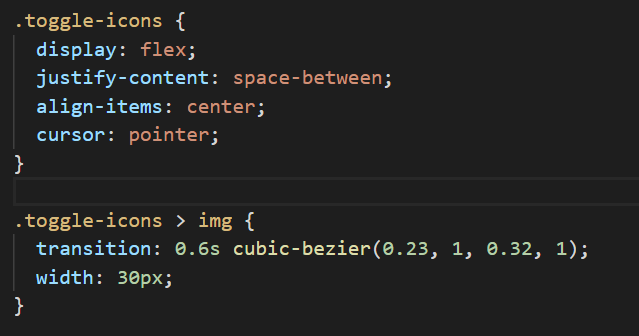 .toggle-icons {
  display: flex;
  justify-content: space-between;
  align-items: center;
  cursor: pointer;
}

.toggle-icons > img {
  transition: 0.6s cubic-bezier(0.23, 1, 0.32, 1);
  width: 30px;
}